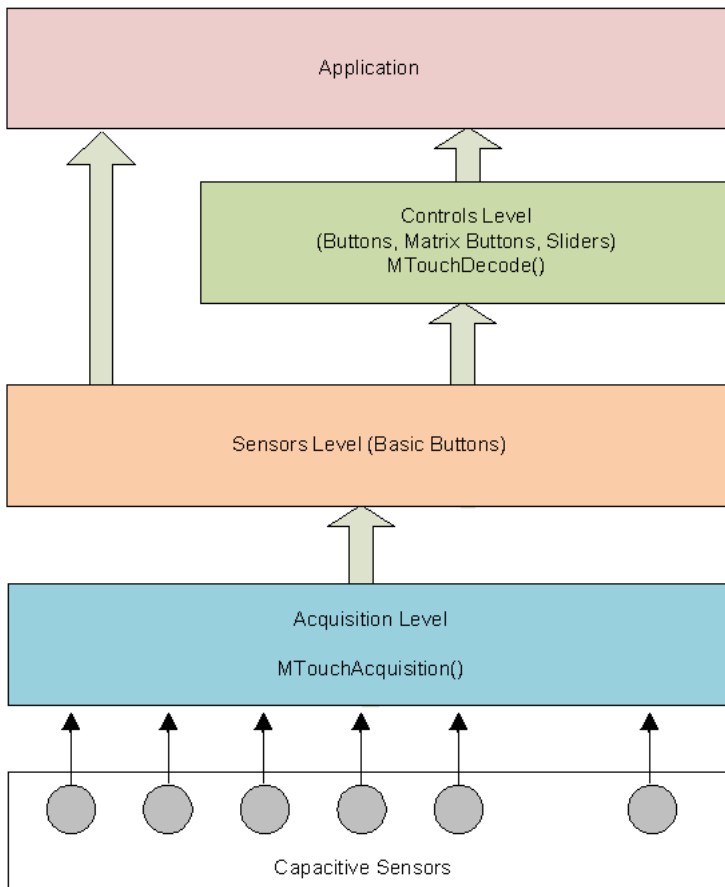 Application
Controls Level
(Buttons, Matrix Buttons, Sliders)
MTouchDecode()
Sensors Level (Basic Buttons)
Acquisition Level
MTouchAcquisition()
Capacitive Sensors